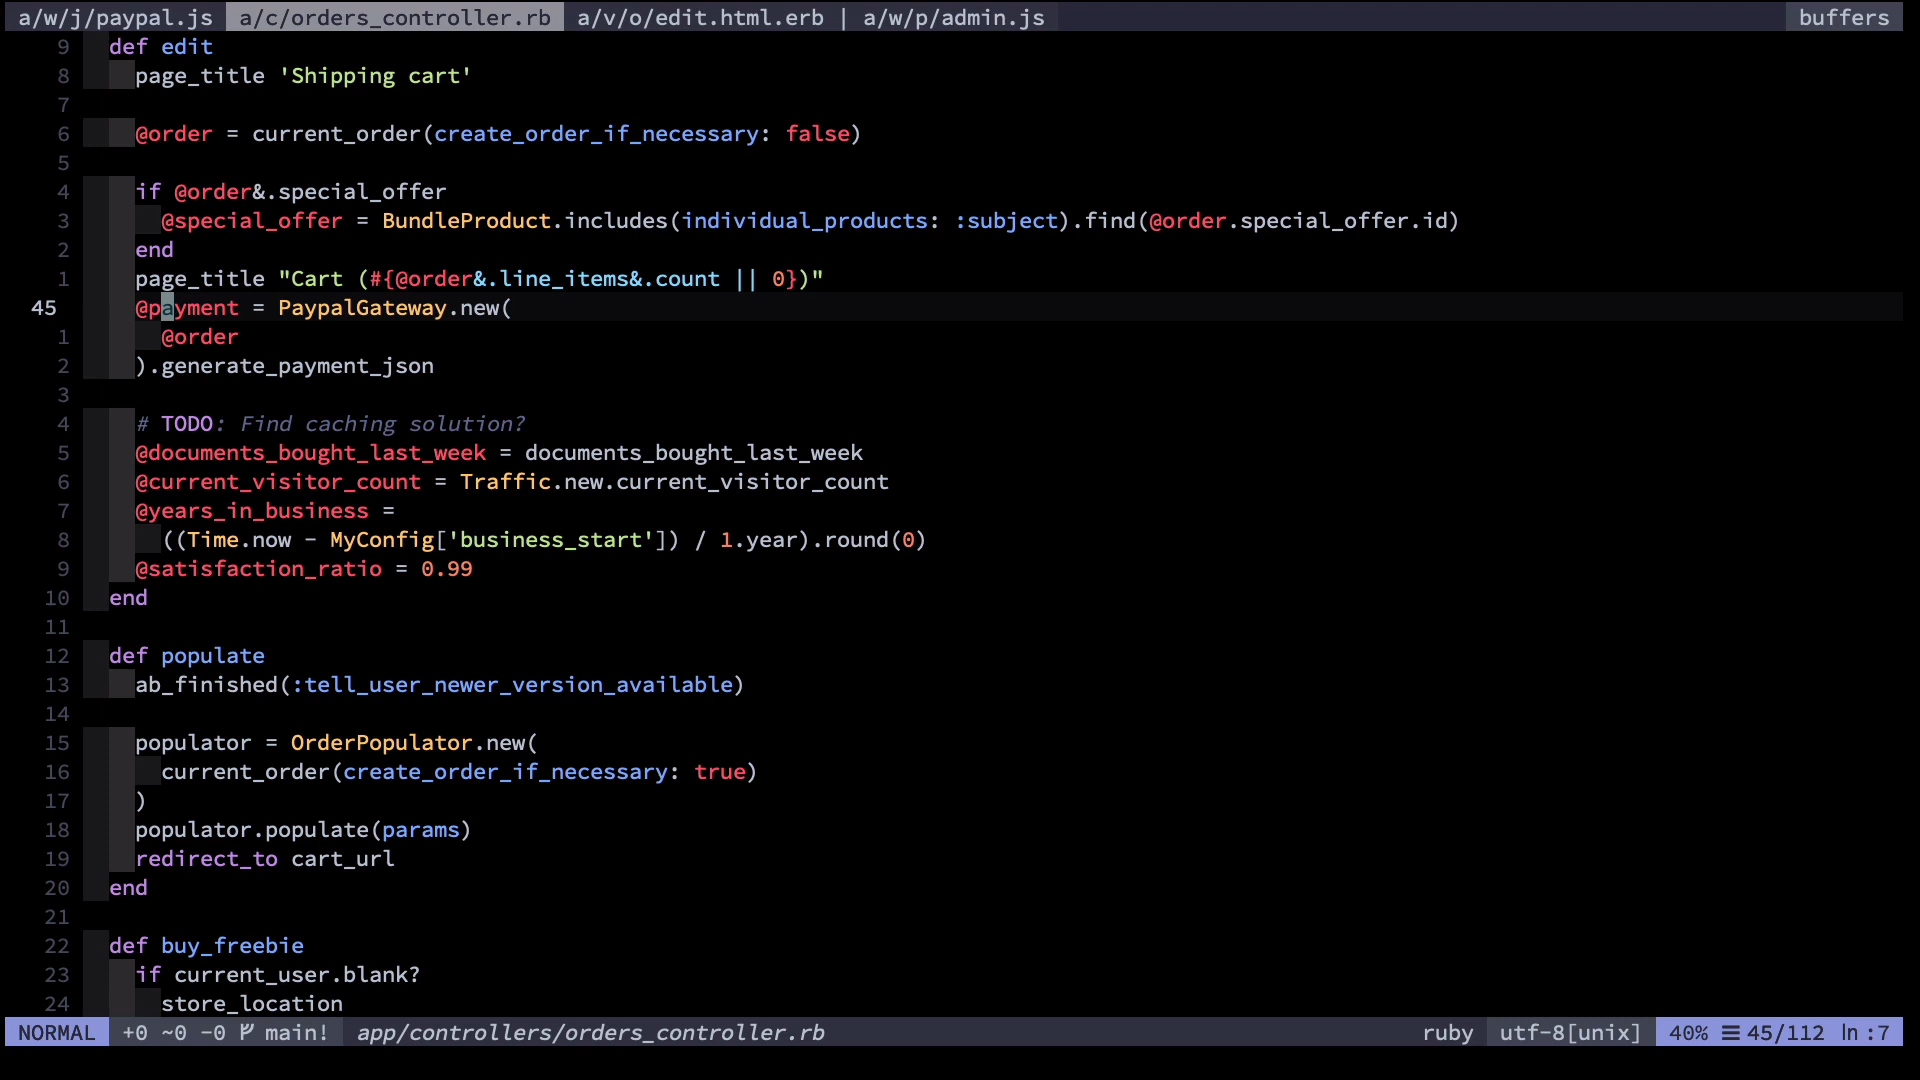 a/w/j/paypal.js a/c/orders_controller.rb a/v/o/edit.html.erb | a/w/p/admin.js buffers
9 def edit
8 page_title 'Shipping cart'
7
6 @order = current_order(create_order_if_necessary: false)
5
4 if @order&.special_offer
3 @special_offer = BundleProduct.includes(individual_products: :subject).find(@order.special_offer.id)
2 end
1 page_title "Cart (#{@order&.line_items&.count || 0})"
45 @payment = PaypalGateway.new(
1 @order
2 ).generate_payment_json
3
4 # TODO: Find caching solution?
5 @documents_bought_last_week = documents_bought_last_week
6 @current_visitor_count = Traffic.new.current_visitor_count
7 @years_in_business =
8 ((Time.now - MyConfig['business_start']) / 1.year).round(0)
9 @satisfaction_ratio = 0.99
10 end
11
12 def populate
13 ab_finished(:tell_user_newer_version_available)
14
15 populator = OrderPopulator.new(
16 current_order(create_order_if_necessary: true)
17 )
18 populator.populate(params)
19 redirect_to cart_url
20 end
21
22 def buy_freebie
23 if current_user.blank?
24 store_location
NORMAL +0 ~0 -0 main! app/controllers/orders_controller.rb ruby utf-8[unix] 40% ☰ 45/112 ln :7